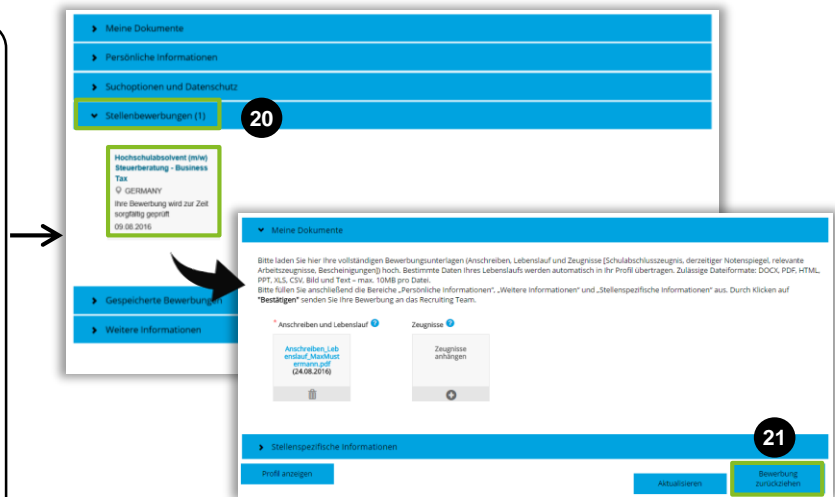 Meine Dokumente
Persönliche Informationen
Suchoptionen und Datenschutz
Stellenbewerbungen (1)
20
Hochschulabsolvent (m/w)
Steuerberatung - Business
Tax
GERMANY
Ihre Bewerbung wird zur Zeit
sorgfältig geprüft
09.08.2016
Gespeicherte Bewerbungen
Weitere Informationen
Meine Dokumente
Bitte laden Sie hier Ihre vollständigen Bewerbungsunterlagen (Anschreiben, Lebenslauf und Zeugnisse [Schulabschlusszeugnis, derzeitiger Notenspiegel, relevante
Arbeitszeugnisse, Bescheinigungen]) hoch. Bestimmte Daten Ihres Lebenslaufs werden automatisch in Ihr Profil übertragen. Zulässige Dateiformate: DOCX, PDF, HTML,
PPT, XLS, CSV, Bild und Text – max. 10MB pro Datei.
Bitte füllen Sie anschließend die Bereiche „Persönliche Informationen“, „Weitere Informationen“ und „Stellenspezifische Informationen“ aus. Durch Klicken auf
"Bestätigen" senden Sie Ihre Bewerbung an das Recruiting Team.
* Anschreiben und Lebenslauf ? Zeugnisse ?
Anschreiben_Leb
enslauf_MaxMust
ermann.pdf
(24.08.2016)
Zeugnisse
anhängen
Stellenspezifische Informationen
21
Profil anzeigen
Aktualisieren
Bewerbung
zurückziehen